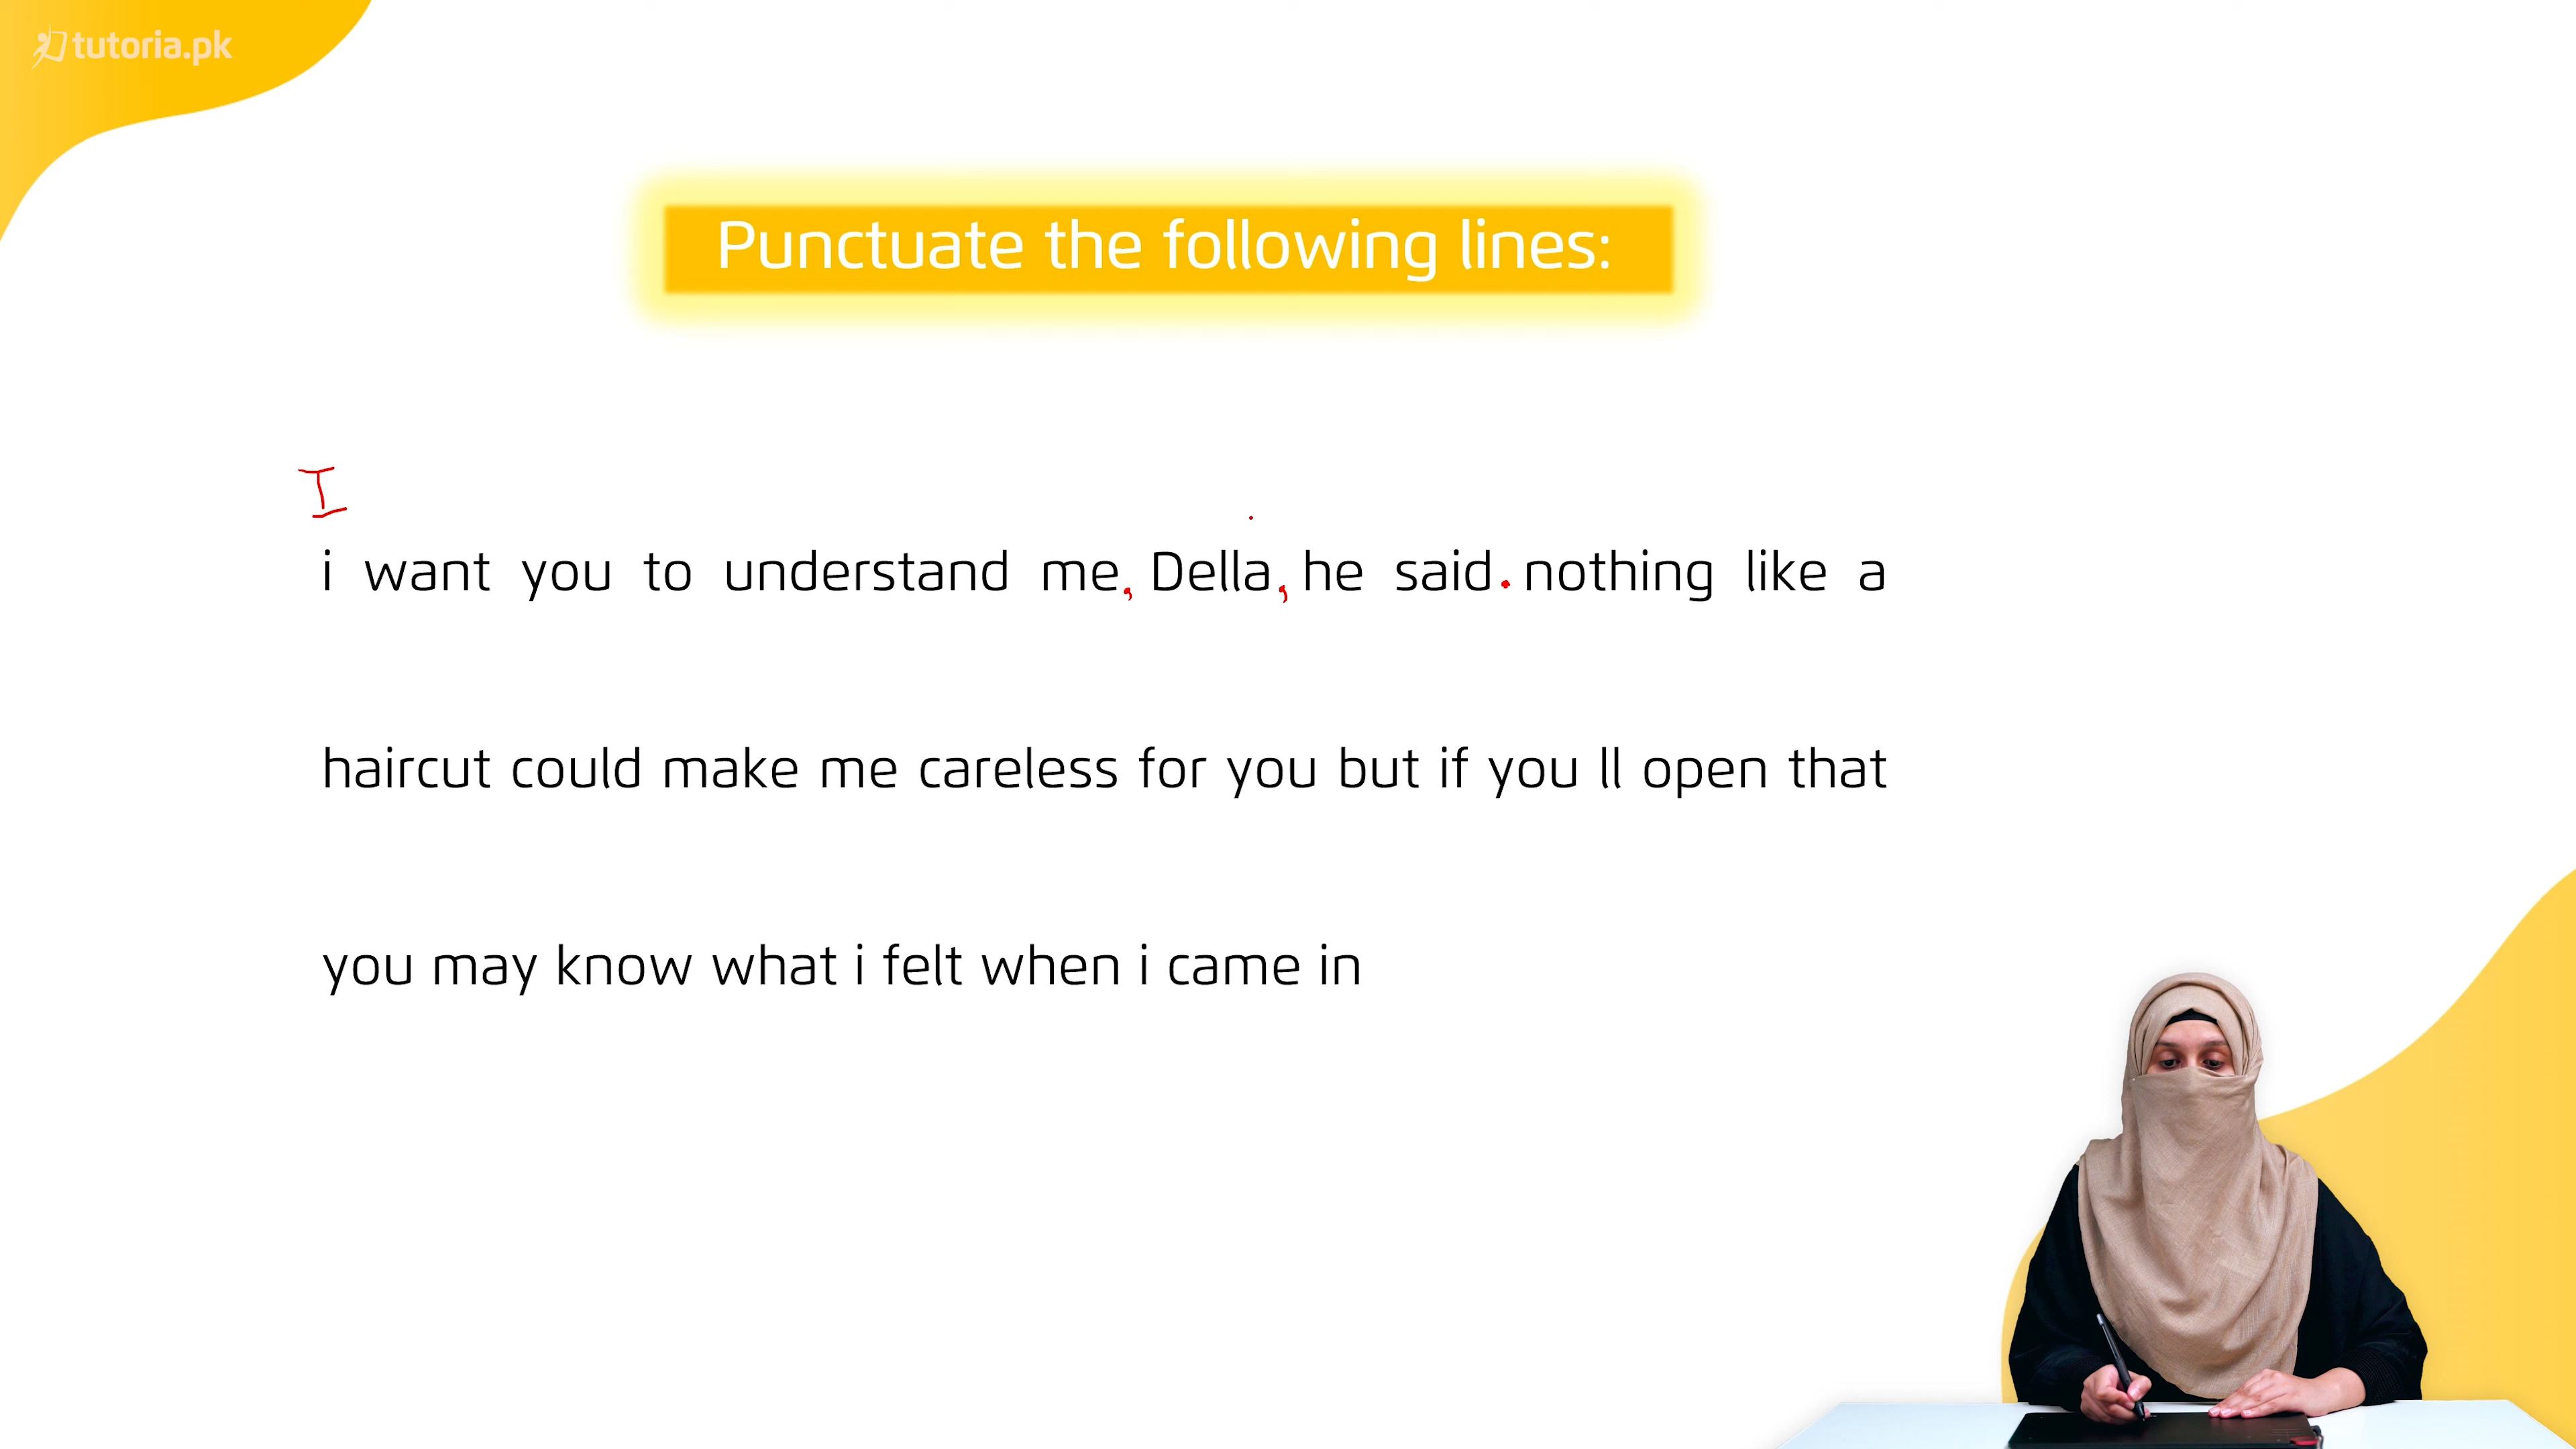 tutoria.pk
Punctuate the following lines:
I
i want you to understand me, Della, he said. nothing like a
haircut could make me careless for you but if you ll open that
you may know what i felt when i came in